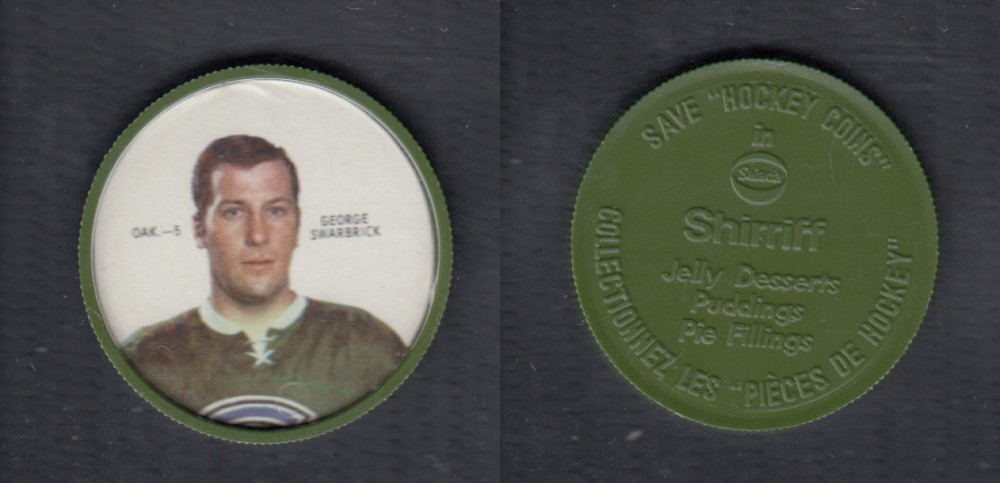 OAK.—5
GEORGE
SWARBRICK
SAVE "HOCKEY COINS"
in
Salada
Shirriff
Jelly Desserts
Puddings
Pie Fillings
COLLECTIONNEZ LES "PIÈCES DE HOCKEY"